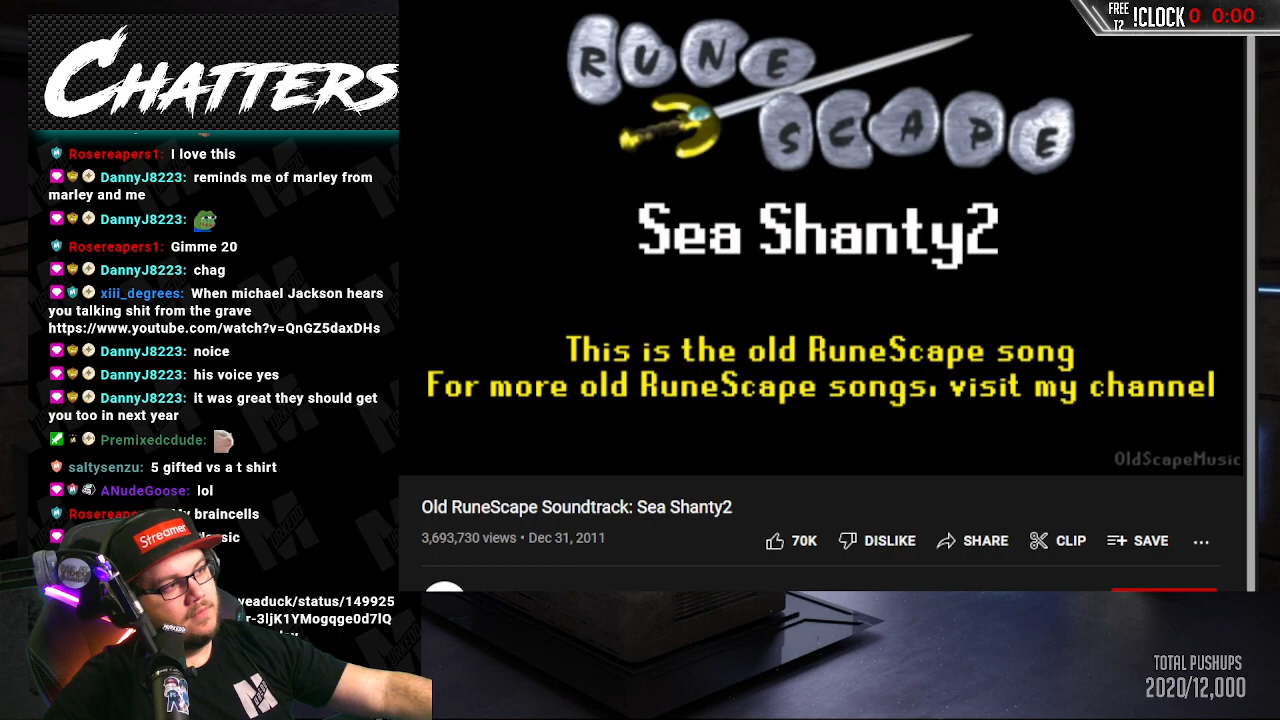 CHATTERS
Rosereapers1: I love this
DannyJ8223: reminds me of marley from
marley and me
DannyJ8223:
Rosereapers1: Gimme 20
DannyJ8223: chag
xiii_degrees: When michael Jackson hears
you talking shit from the grave
https://www.youtube.com/watch?v=QnGZ5daxDHs
DannyJ8223: noice
DannyJ8223: his voice yes
DannyJ8223: it was great they should get
you too in next year
Premixedcdude:
saltysenzu: 5 gifted vs a t shirt
ANudeGoose: lol
braincells
Streamer
FREE
T2
!CLOCK 0 0:00
RUNE
SCAPE
Sea Shanty2
This is the old RuneScape song
For more old RuneScape songs, visit my channel
OldScapeMusic
Old RuneScape Soundtrack: Sea Shanty2
3,693,730 views • Dec 31, 2011
70K DISLIKE SHARE CLIP SAVE ...
TOTAL PUSHUPS
2020/12,000